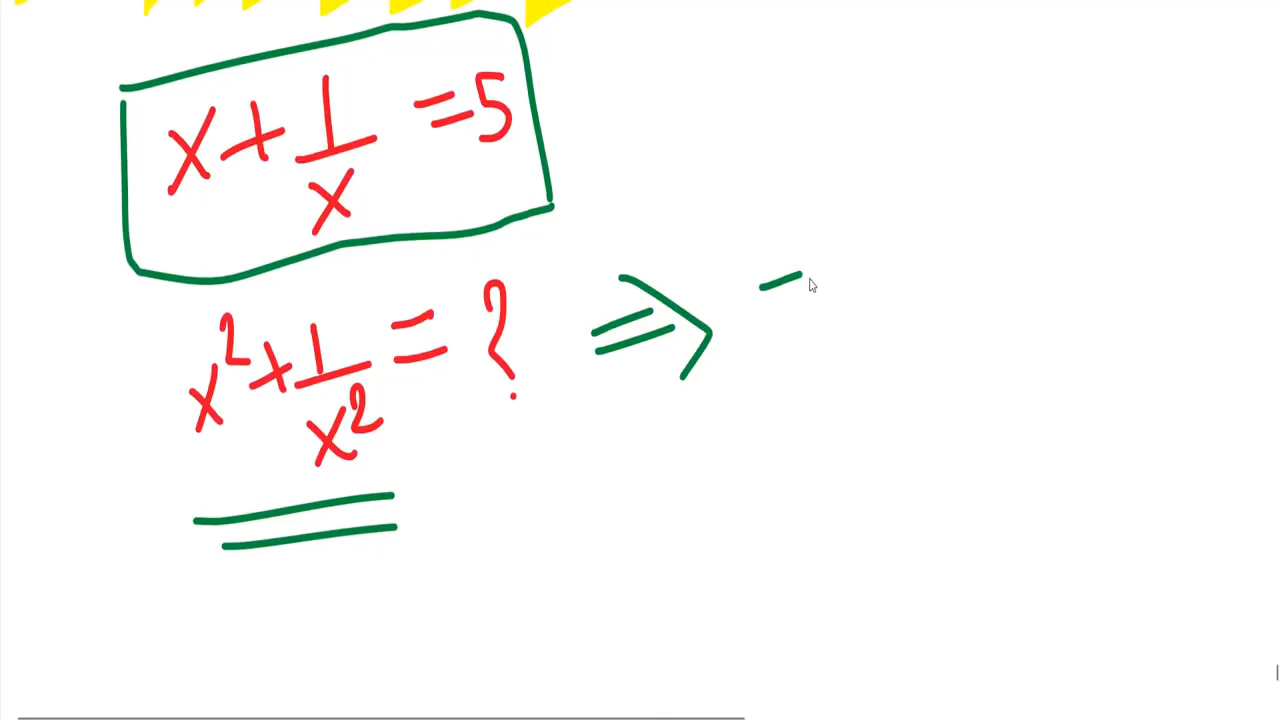 x + 1/x = 5
x² + 1/x² = ? ⇒